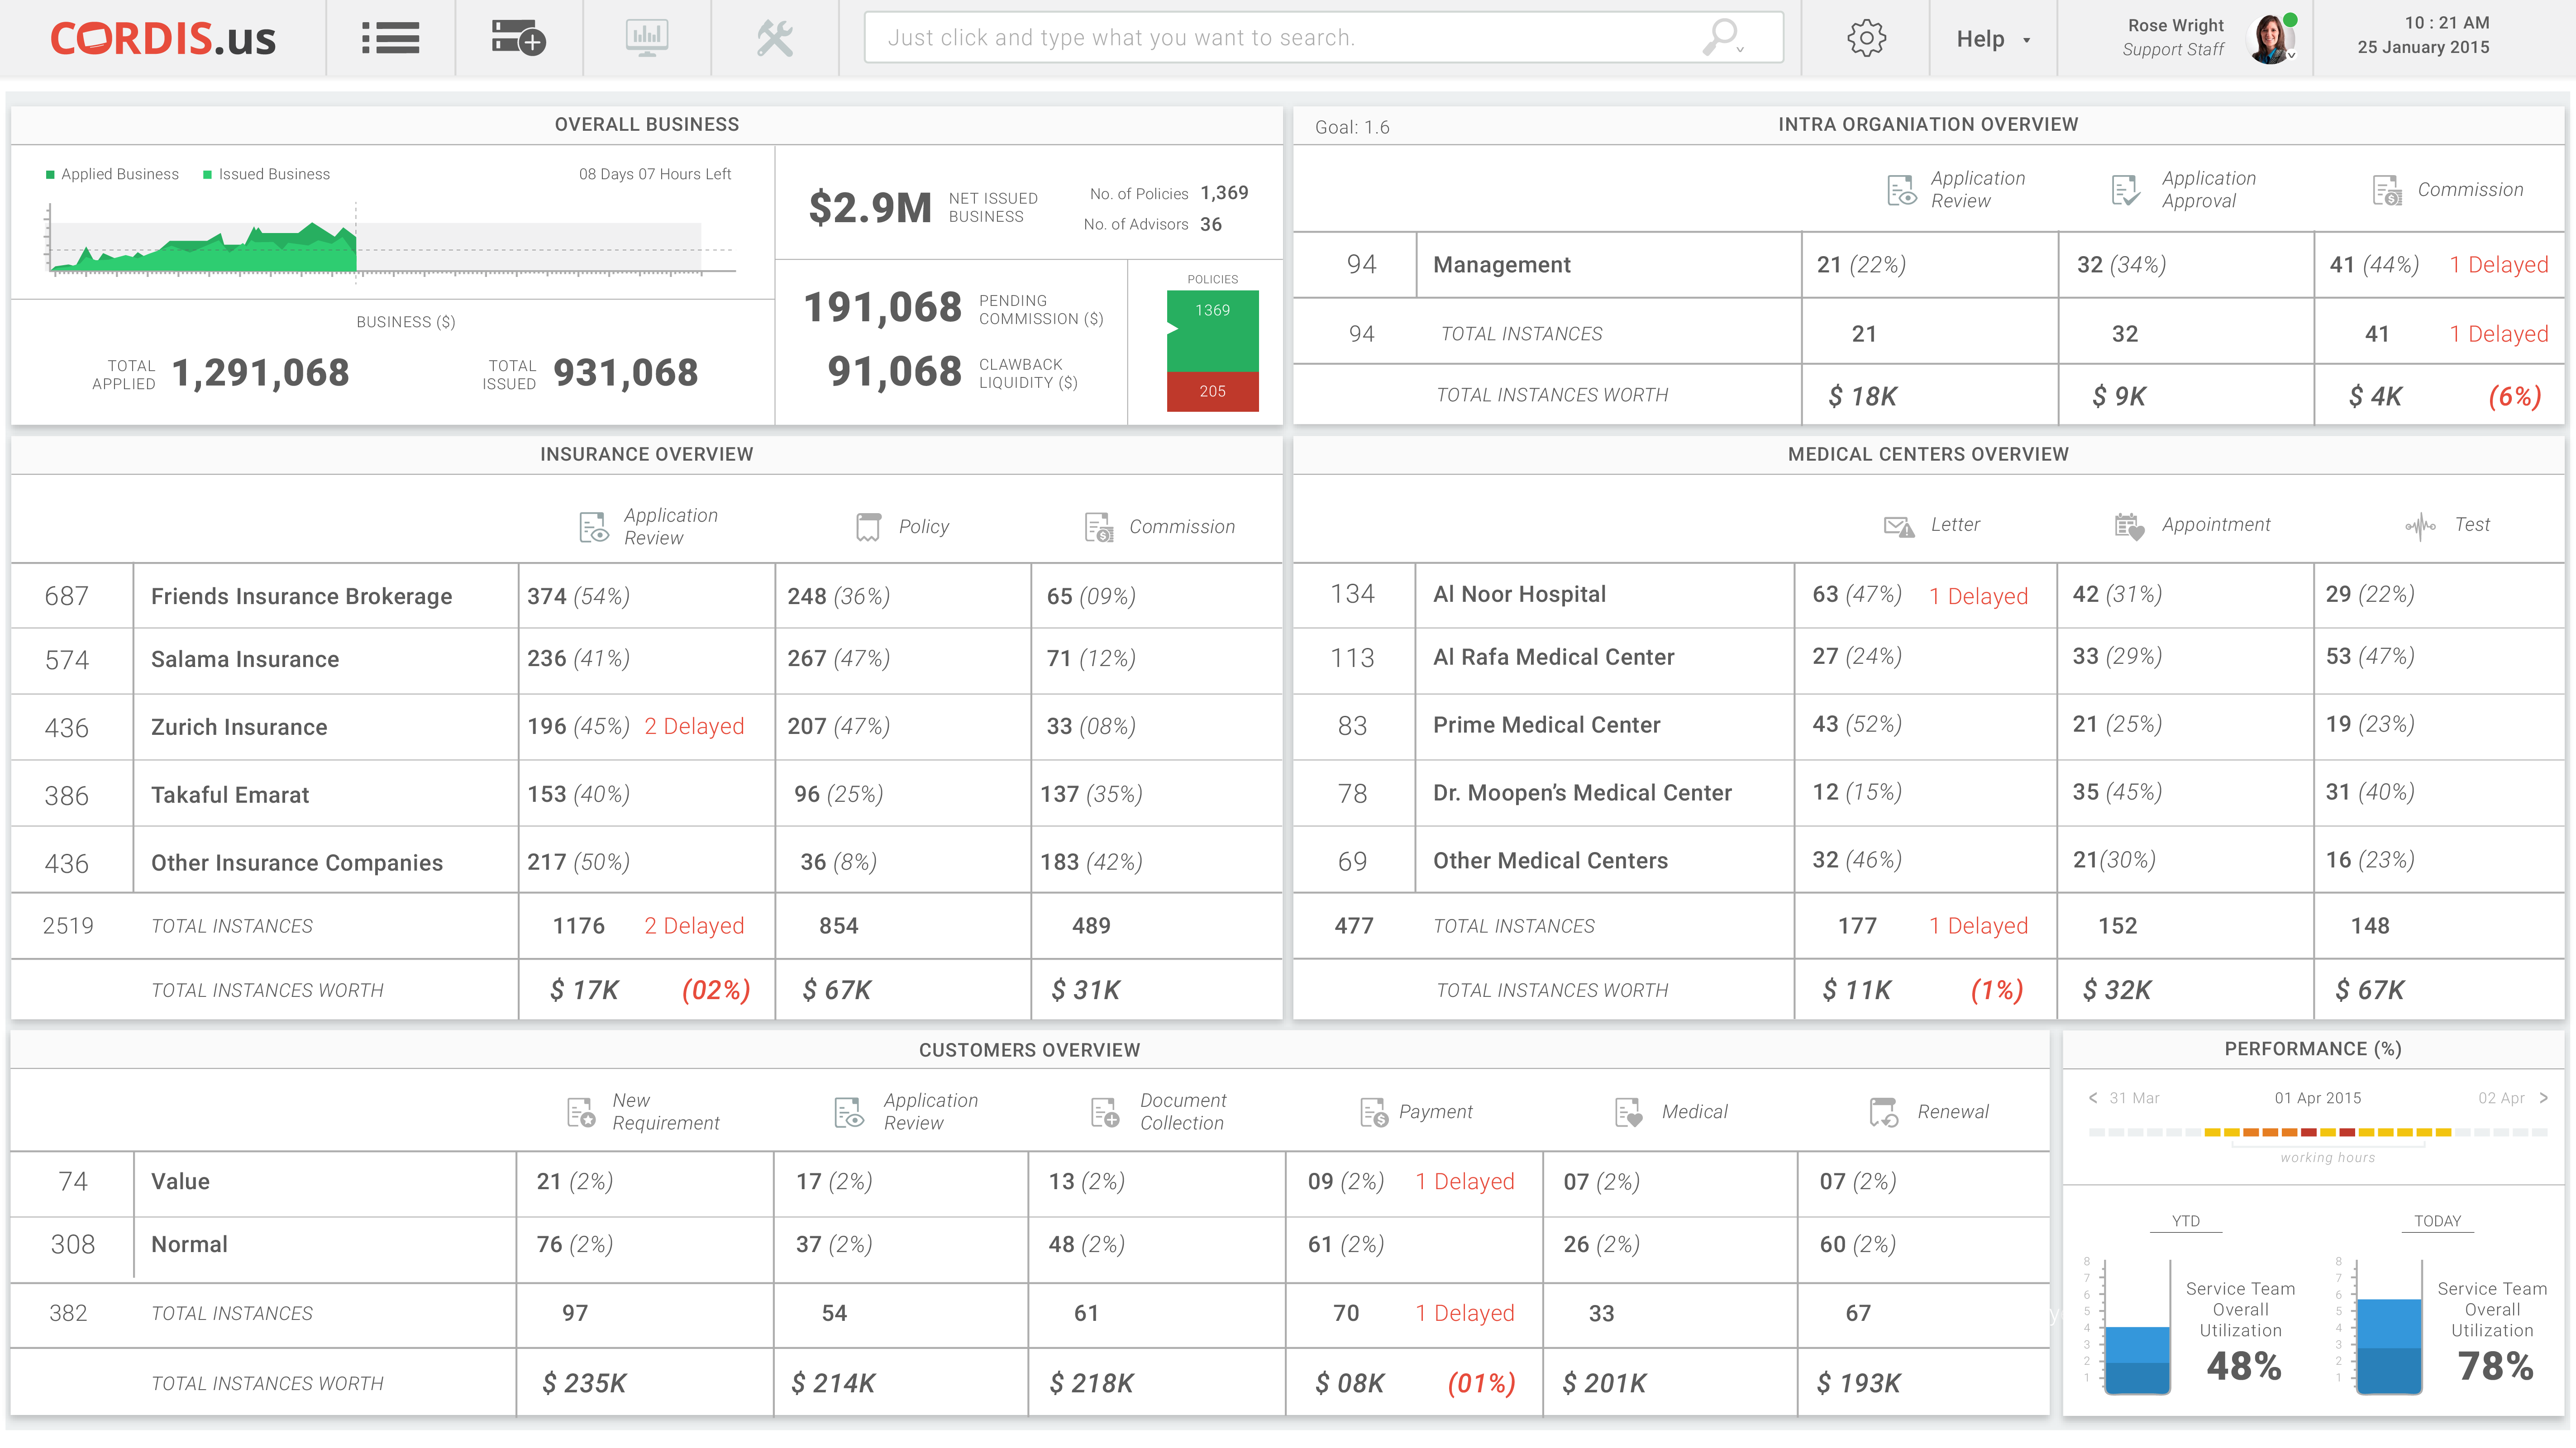 CORDIS.us
Just click and type what you want to search.
Help
Rose Wright
Support Staff
10 : 21 AM
25 January 2015
OVERALL BUSINESS
Applied Business
Issued Business
08 Days 07 Hours Left
BUSINESS ($)
TOTAL APPLIED 1,291,068
TOTAL ISSUED 931,068
$2.9M NET ISSUED BUSINESS
No. of Policies 1,369
No. of Advisors 36
191,068 PENDING COMMISSION ($)
91,068 CLAWBACK LIQUIDITY ($)
POLICIES
1369
205
Goal: 1.6
INTRA ORGANIATION OVERVIEW
Application Review
Application Approval
Commission
94 Management 21 (22%) 32 (34%) 41 (44%) 1 Delayed
94 TOTAL INSTANCES 21 32 41 1 Delayed
TOTAL INSTANCES WORTH $ 18K $ 9K $ 4K (6%)
INSURANCE OVERVIEW
Application Review
Policy
Commission
687 Friends Insurance Brokerage 374 (54%) 248 (36%) 65 (09%)
574 Salama Insurance 236 (41%) 267 (47%) 71 (12%)
436 Zurich Insurance 196 (45%) 2 Delayed 207 (47%) 33 (08%)
386 Takaful Emarat 153 (40%) 96 (25%) 137 (35%)
436 Other Insurance Companies 217 (50%) 36 (8%) 183 (42%)
2519 TOTAL INSTANCES 1176 2 Delayed 854 489
TOTAL INSTANCES WORTH $ 17K (02%) $ 67K $ 31K
MEDICAL CENTERS OVERVIEW
Letter
Appointment
Test
134 Al Noor Hospital 63 (47%) 1 Delayed 42 (31%) 29 (22%)
113 Al Rafa Medical Center 27 (24%) 33 (29%) 53 (47%)
83 Prime Medical Center 43 (52%) 21 (25%) 19 (23%)
78 Dr. Moopen’s Medical Center 12 (15%) 35 (45%) 31 (40%)
69 Other Medical Centers 32 (46%) 21(30%) 16 (23%)
477 TOTAL INSTANCES 177 1 Delayed 152 148
TOTAL INSTANCES WORTH $ 11K (1%) $ 32K $ 67K
CUSTOMERS OVERVIEW
New Requirement
Application Review
Document Collection
Payment
Medical
Renewal
74 Value 21 (2%) 17 (2%) 13 (2%) 09 (2%) 1 Delayed 07 (2%) 07 (2%)
308 Normal 76 (2%) 37 (2%) 48 (2%) 61 (2%) 26 (2%) 60 (2%)
382 TOTAL INSTANCES 97 54 61 70 1 Delayed 33 67
TOTAL INSTANCES WORTH $ 235K $ 214K $ 218K $ 08K (01%) $ 201K $ 193K
PERFORMANCE (%)
< 31 Mar 01 Apr 2015 02 Apr >
working hours
YTD
8
7
6
5
4
3
2
1
Service Team
Overall
Utilization
48%
TODAY
8
7
6
5
4
3
2
1
Service Team
Overall
Utilization
78%